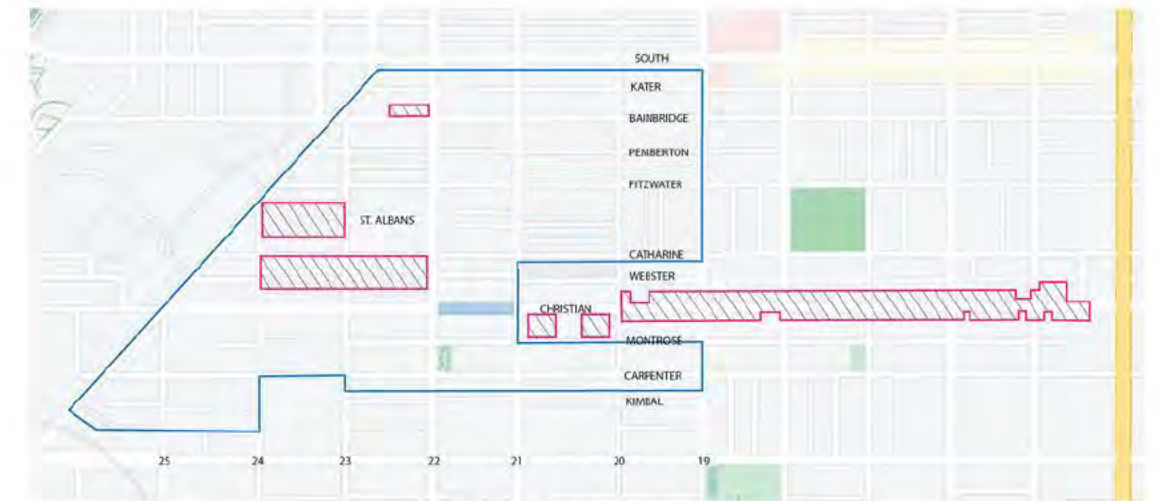 SOUTH
KATER
BAINBRIDGE
PEMBERTON
FITZWATER
ST. ALBANS
CATHARINE
WEBSTER
CHRISTIAN
MONTROSE
CARPENTER
KIMBAL
25 24 23 22 21 20 19